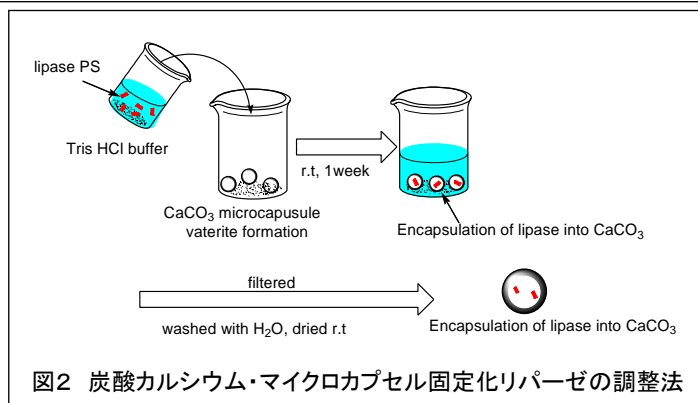 lipase PS
Tris HCl buffer
CaCO3 microcapusule
vaterite formation
r.t, 1week
Encapsulation of lipase into CaCO3
filtered
washed with H2O, dried r.t
Encapsulation of lipase into CaCO3
図2 炭酸カルシウム・マイクロカプセル固定化リパーゼの調整法